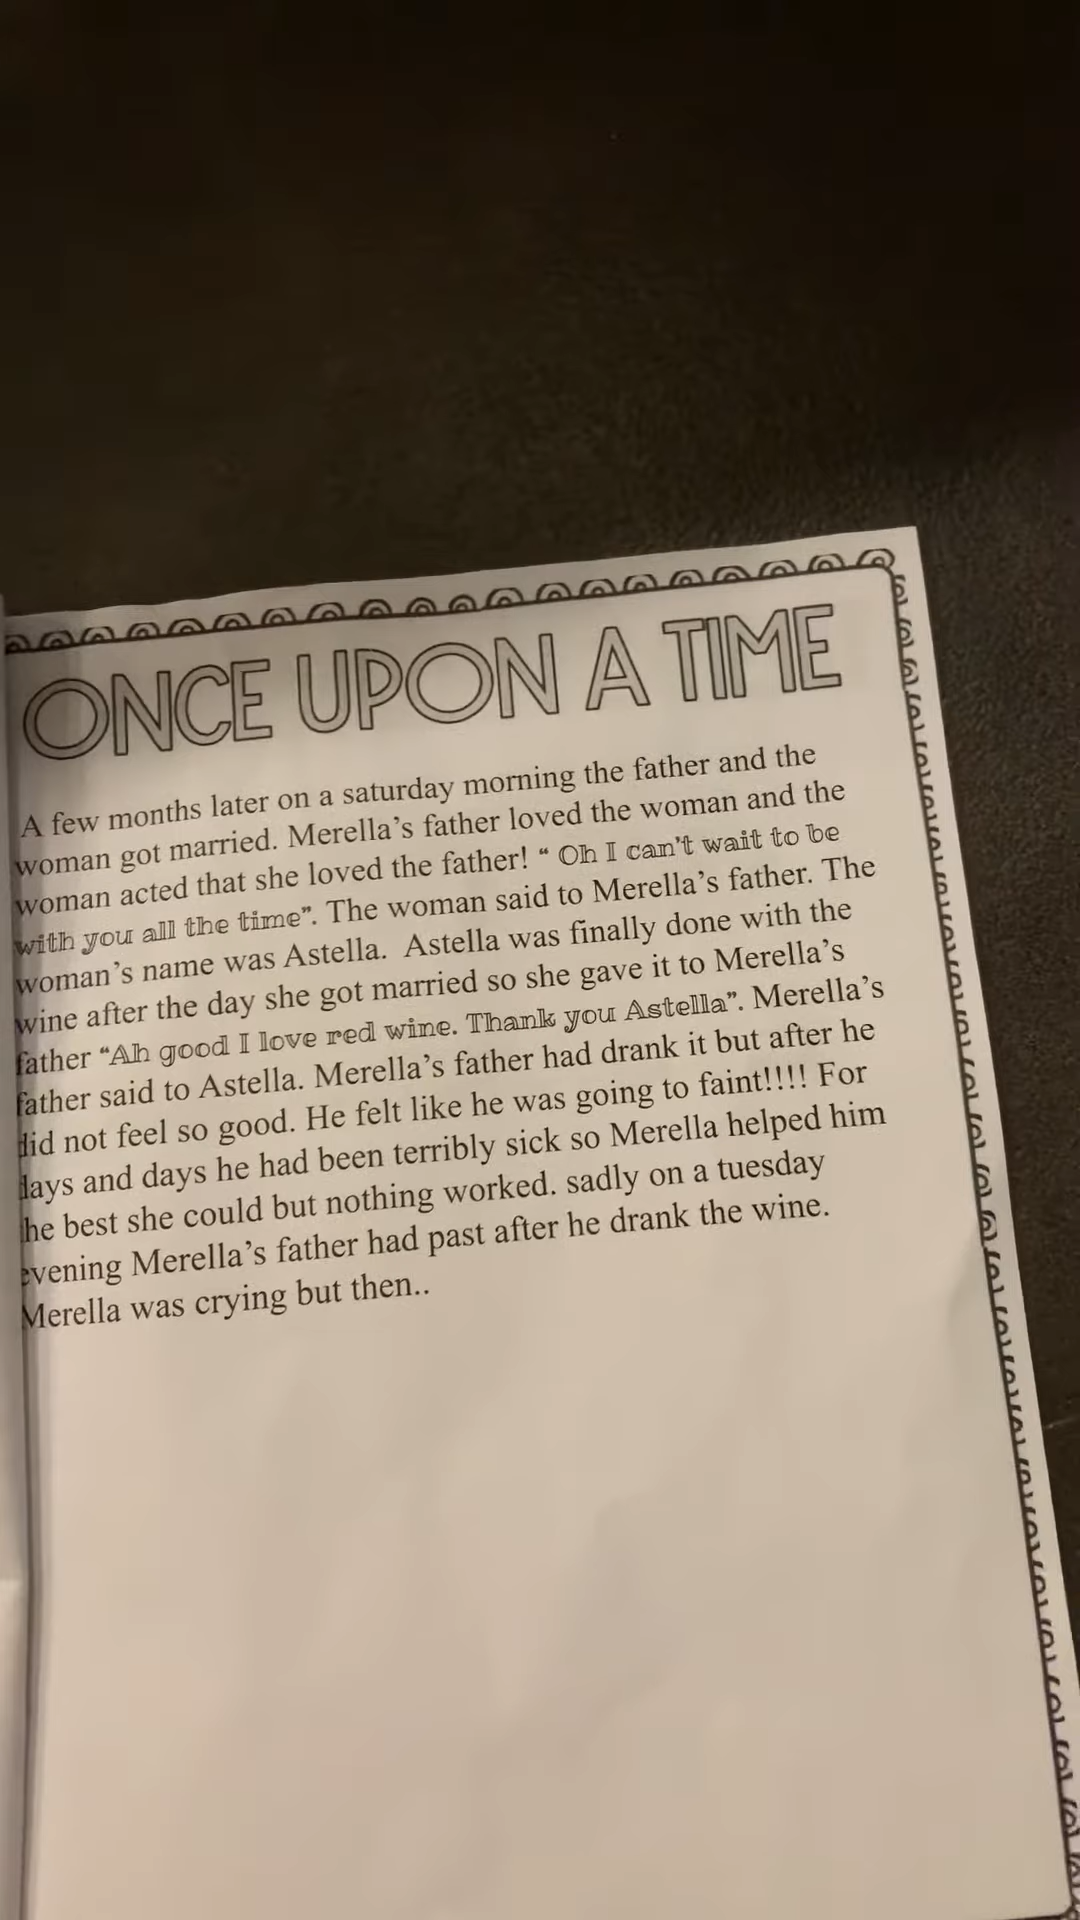 ONCE UPON A TIME
A few months later on a saturday morning the father and the
woman got married. Merella's father loved the woman and the
woman acted that she loved the father! “ Oh I can't wait to be
with you all the time”. The woman said to Merella's father. The
woman's name was Astella.  Astella was finally done with the
wine after the day she got married so she gave it to Merella's
father “Ah good I love red wine. Thank you Astella”. Merella's
father said to Astella. Merella's father had drank it but after he
did not feel so good. He felt like he was going to faint!!!! For
days and days he had been terribly sick so Merella helped him
the best she could but nothing worked. sadly on a tuesday
evening Merella's father had past after he drank the wine.
Merella was crying but then..